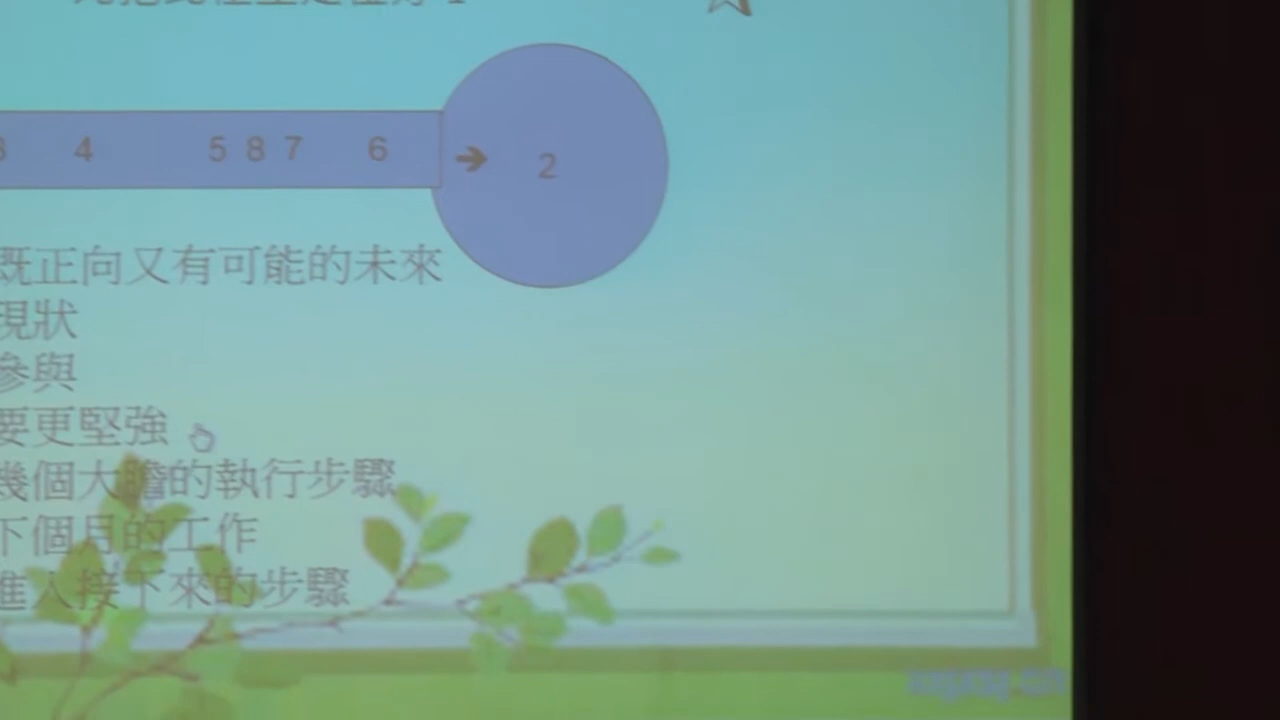 4 5 8 7 6 → 2
既正向又有可能的未來
現狀
參與
要更堅強
幾個大瞻的執行步驟
下個月的工作
進入接下來的步驟